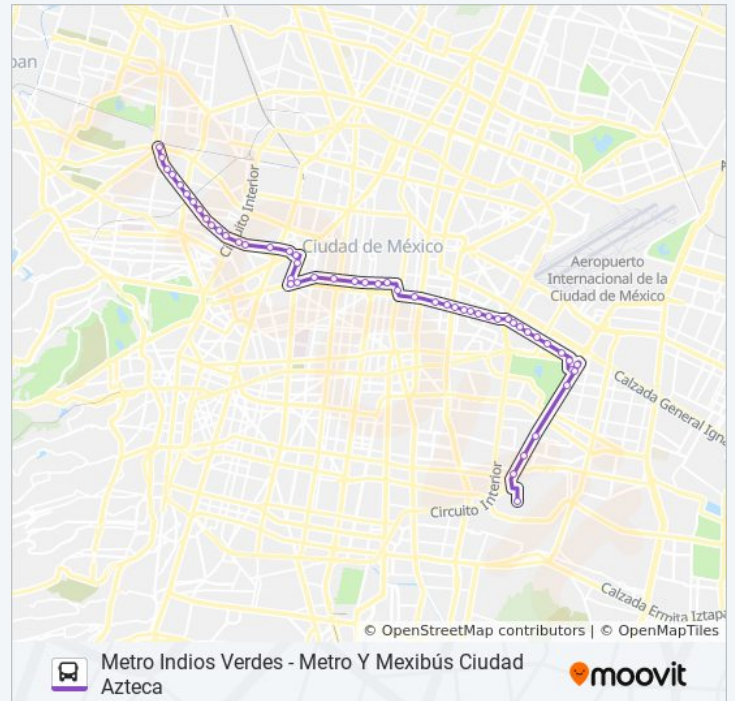 pan
Circuito Interior
Ciudad de México
Aeropuerto
Internacional de la
Ciudad de México
Calzada General Igna
Circuito Interior
Calzada Ermita Iztapa
© OpenStreetMap contributors | © OpenMapTiles
Metro Indios Verdes - Metro Y Mexibús Ciudad
Azteca
moovit